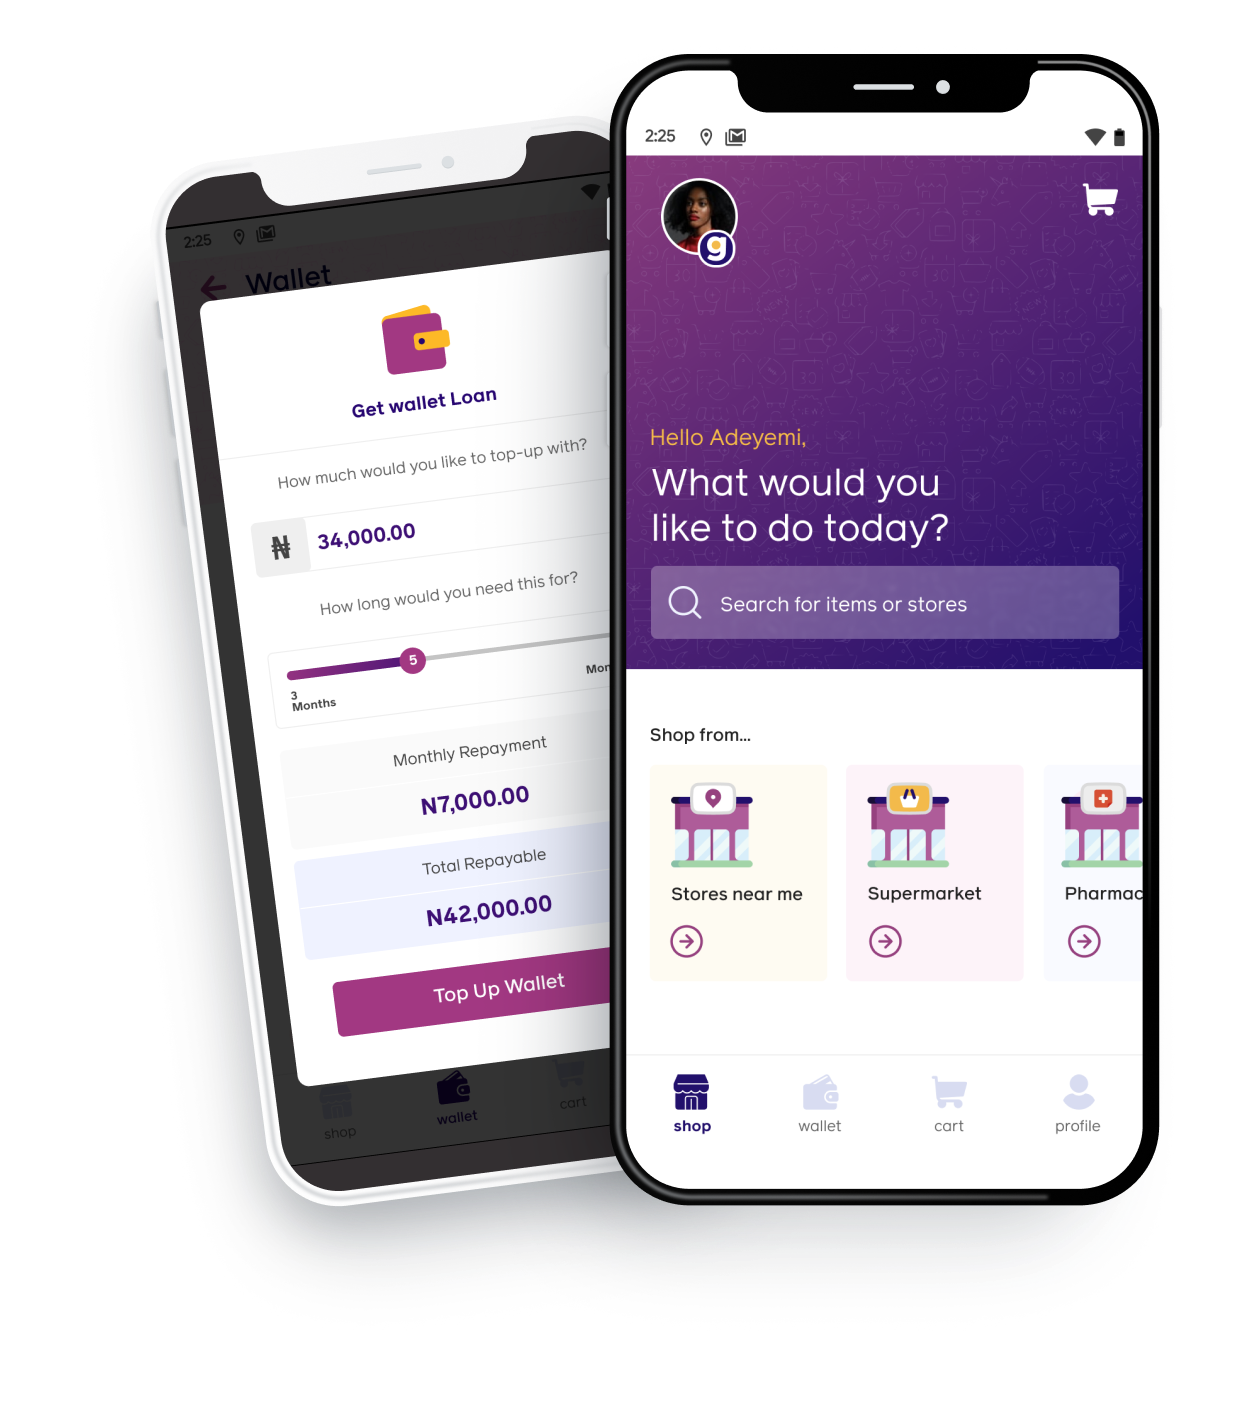 2:25
Wallet
Get wallet Loan
How much would you like to top-up with?
₦ 34,000.00
How long would you need this for?
5
3
Months
Monthly Repayment
N7,000.00
Total Repayable
N42,000.00
Top Up Wallet
shop
wallet
cart
2:25
g
Hello Adeyemi,
What would you
like to do today?
Search for items or stores
Shop from...
Stores near me
Supermarket
Pharmac
shop
wallet
cart
profile